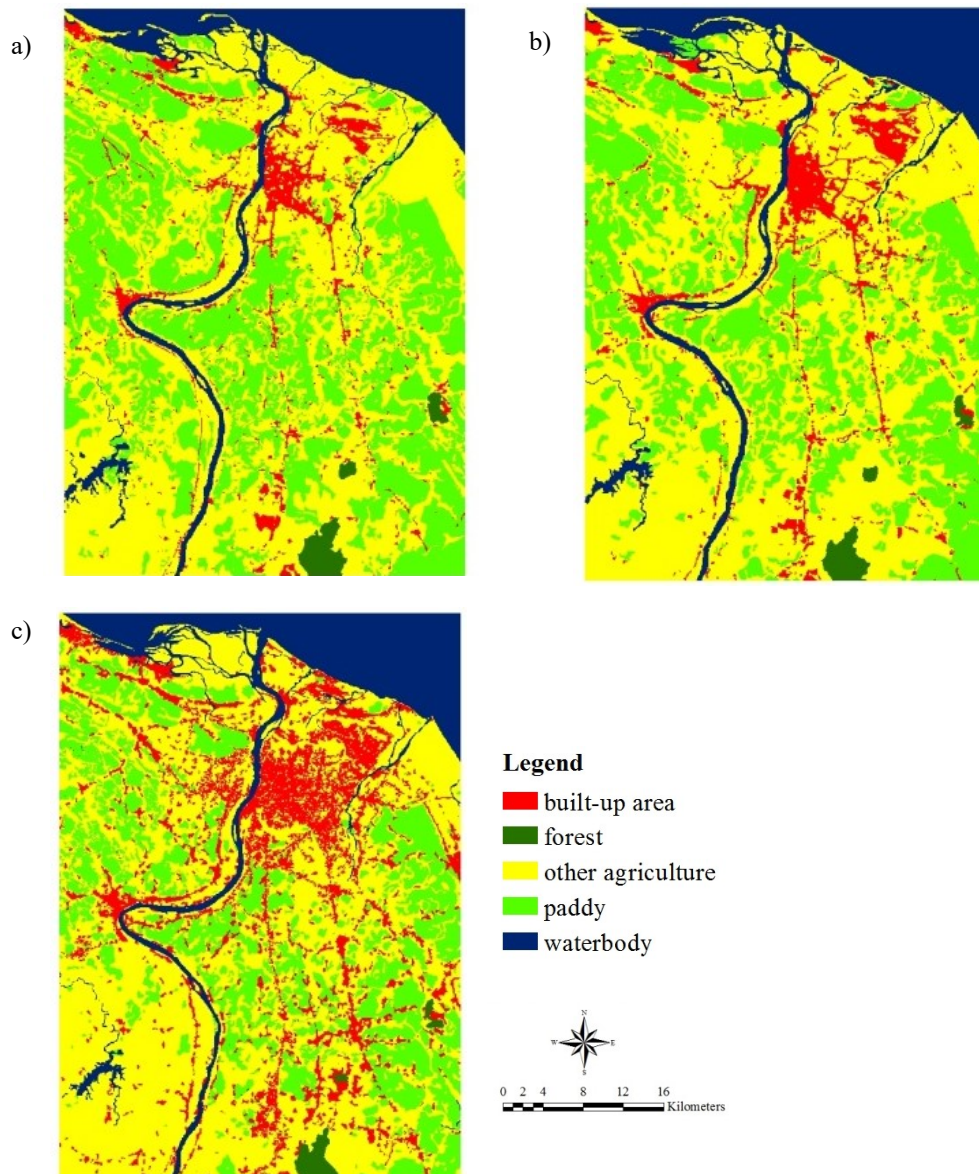 a)
b)
c)
Legend
built-up area
forest
other agriculture
paddy
waterbody
N
W E
S
0 2 4 8 12 16
Kilometers